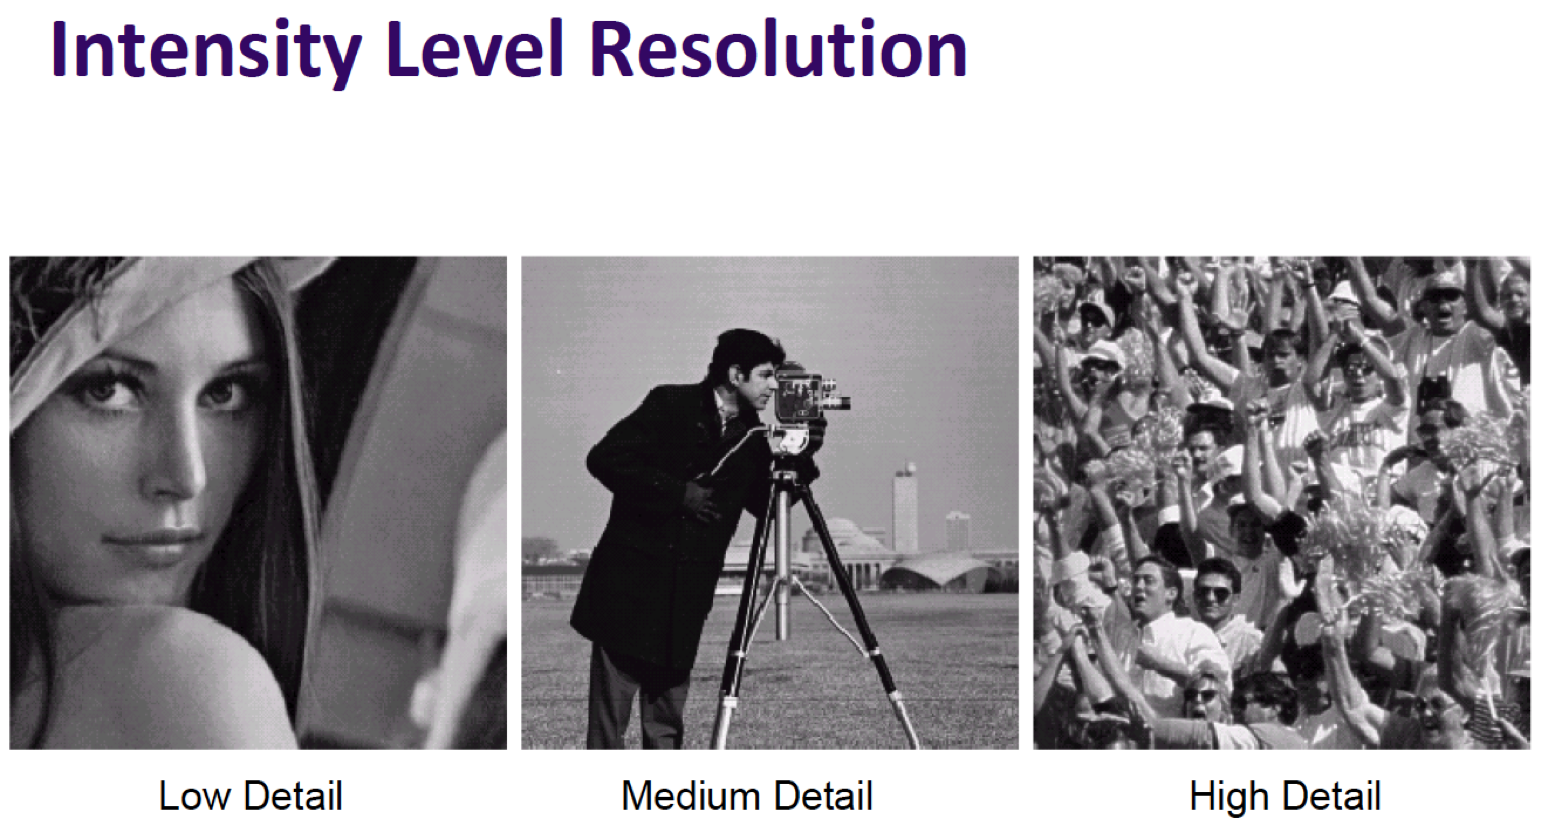 Intensity Level Resolution
Low Detail
Medium Detail
High Detail